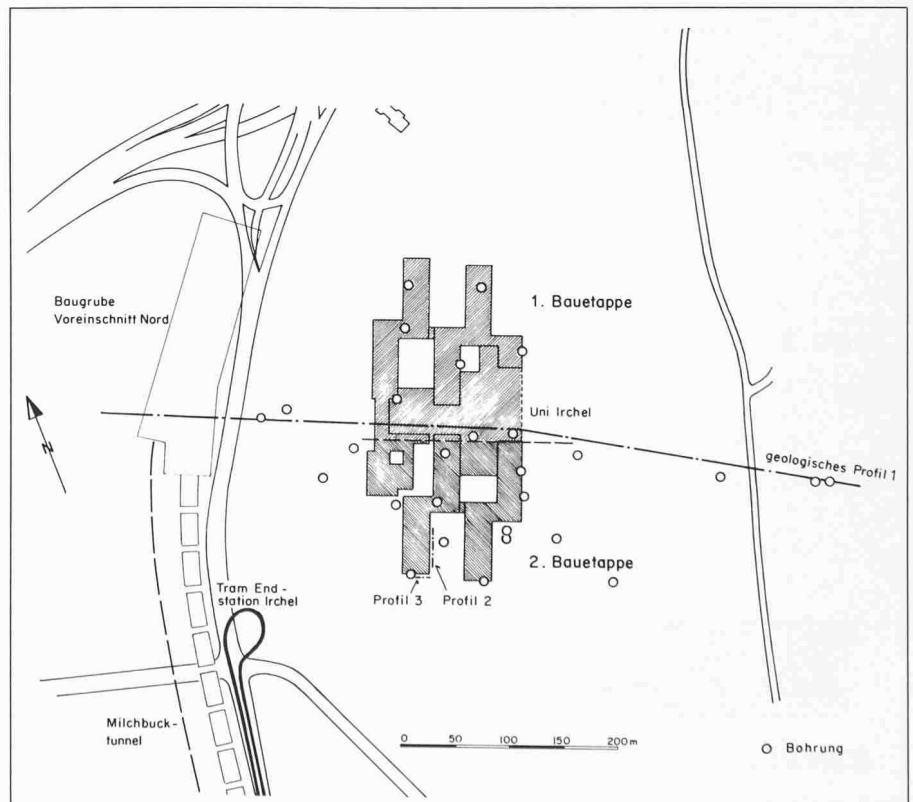 1. Bauetappe
Baugrube
Voreinschnitt Nord
Uni Irchel
N
geologisches Profil 1
2. Bauetappe
Tram End -
station Irchel
Profil 3
Profil 2
Milchbuck -
tunnel
0 50 100 150 200 m
Bohrung